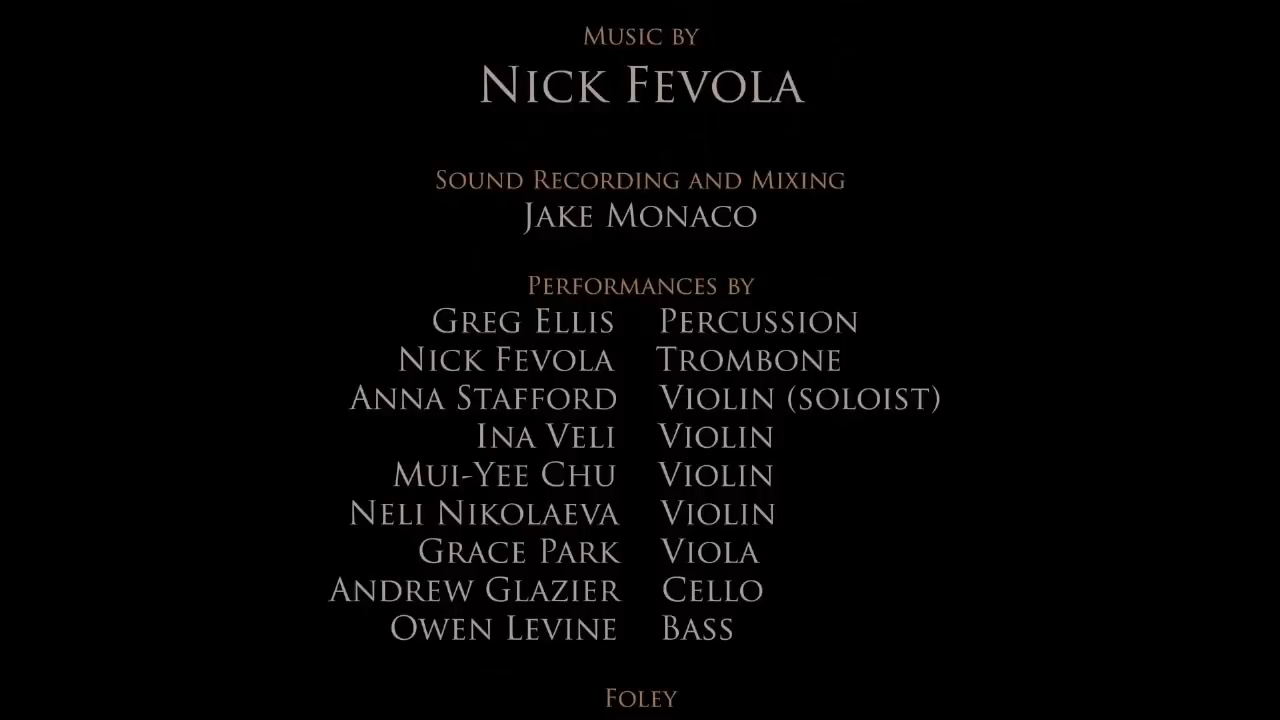 Music by
Nick Fevola
Sound Recording and Mixing
Jake Monaco
Performances by
Greg Ellis Percussion
Nick Fevola Trombone
Anna Stafford Violin (soloist)
Ina Veli Violin
Mui-Yee Chu Violin
Neli Nikolaeva Violin
Grace Park Viola
Andrew Glazier Cello
Owen Levine Bass
Foley